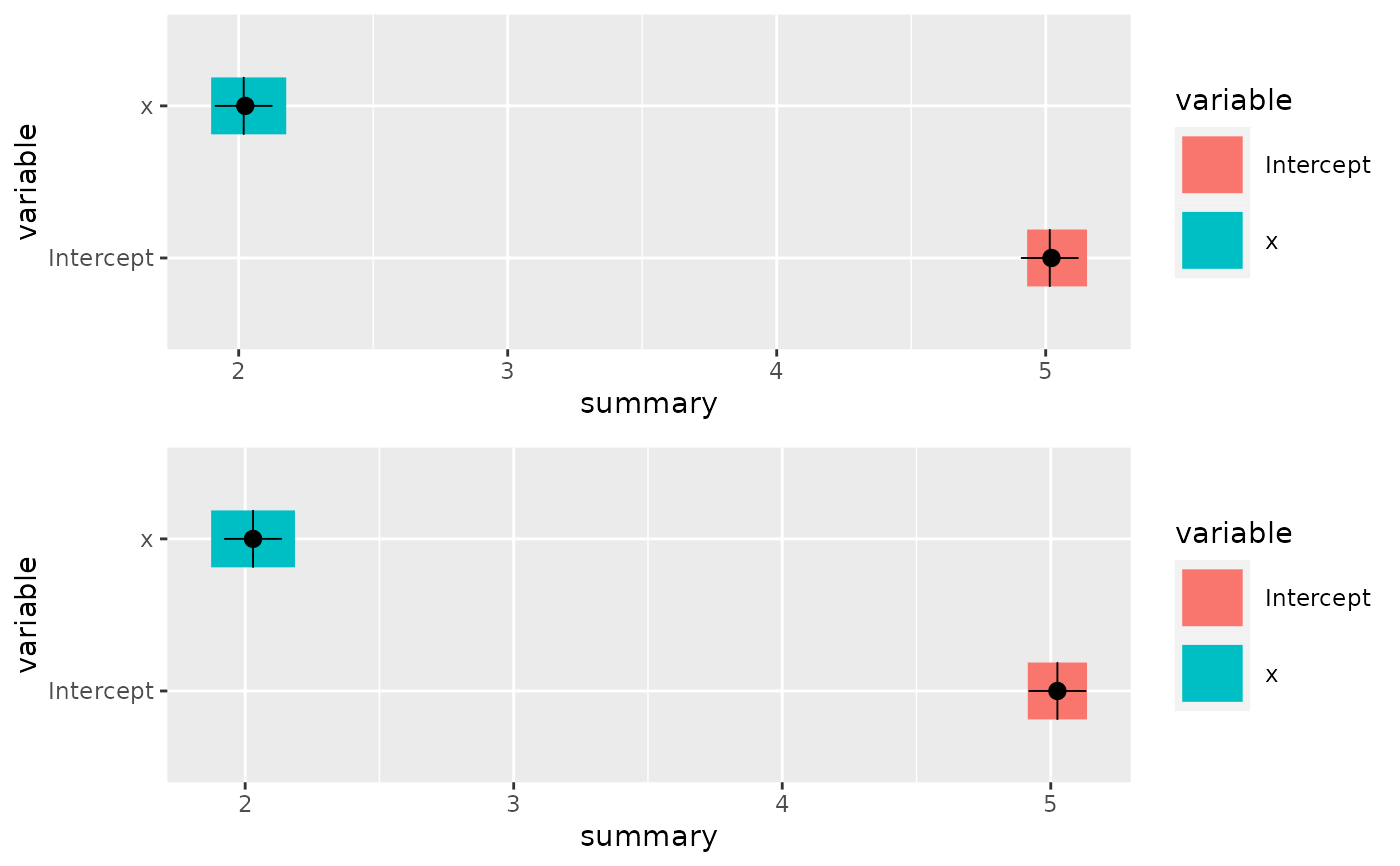 variable
x
Intercept
2 3 4 5
summary
variable
Intercept
x
variable
x
Intercept
2 3 4 5
summary
variable
Intercept
x